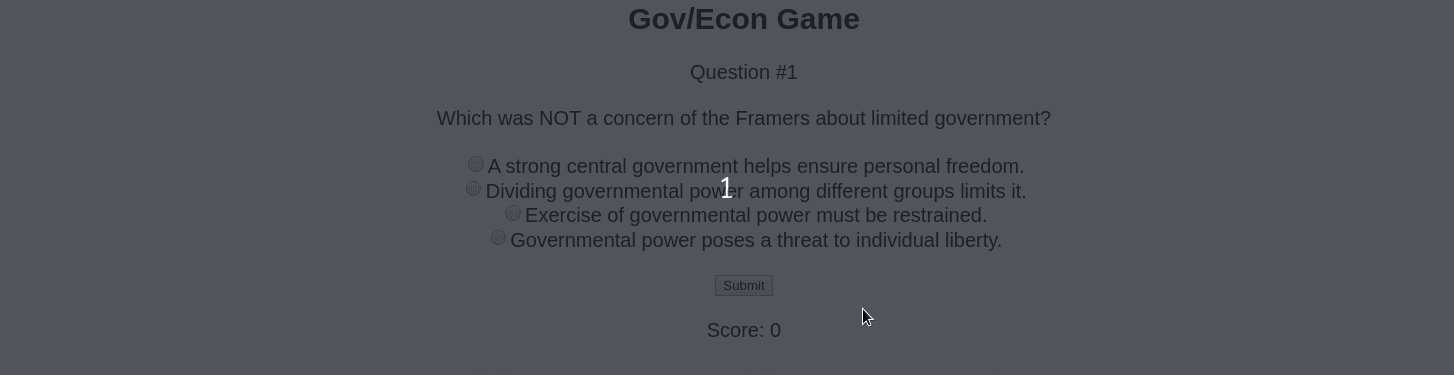 Gov/Econ Game
Question #1
Which was NOT a concern of the Framers about limited government?
A strong central government helps ensure personal freedom.
1
Dividing governmental power among different groups limits it.
Exercise of governmental power must be restrained.
Governmental power poses a threat to individual liberty.
Submit
Score: 0